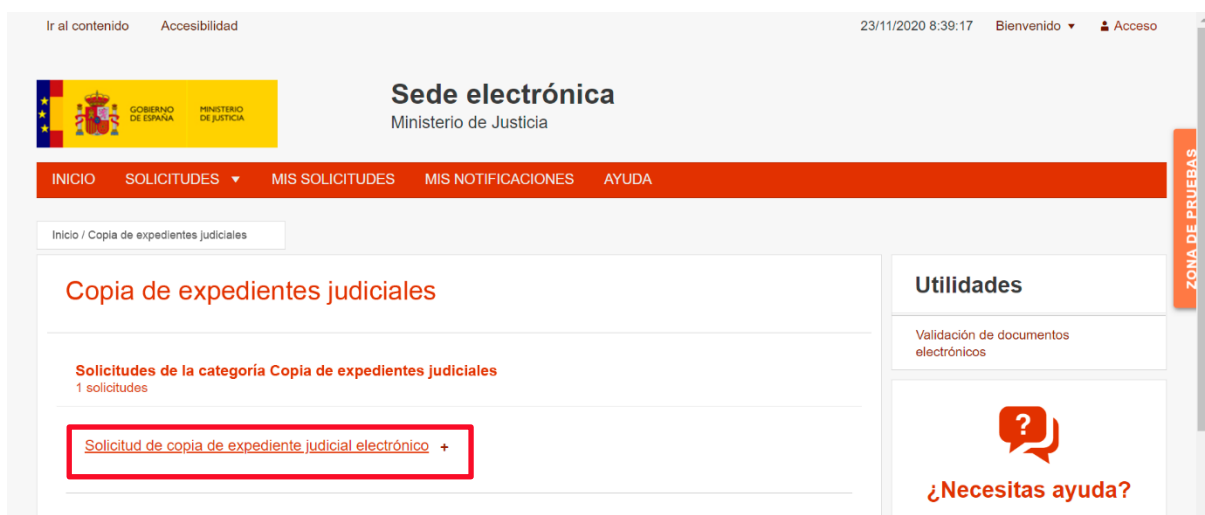 Ir al contenido Accesibilidad 23/11/2020 8:39:17 Bienvenido Acceso
GOBIERNO DE ESPAÑA
MINISTERIO DE JUSTICIA
Sede electrónica
Ministerio de Justicia
INICIO SOLICITUDES MIS SOLICITUDES MIS NOTIFICACIONES AYUDA
ZONA DE PRUEBAS
Inicio / Copia de expedientes judiciales
Copia de expedientes judiciales
Solicitudes de la categoría Copia de expedientes judiciales
1 solicitudes
Solicitud de copia de expediente judicial electrónico +
Utilidades
Validación de documentos
electrónicos
?
¿Necesitas ayuda?